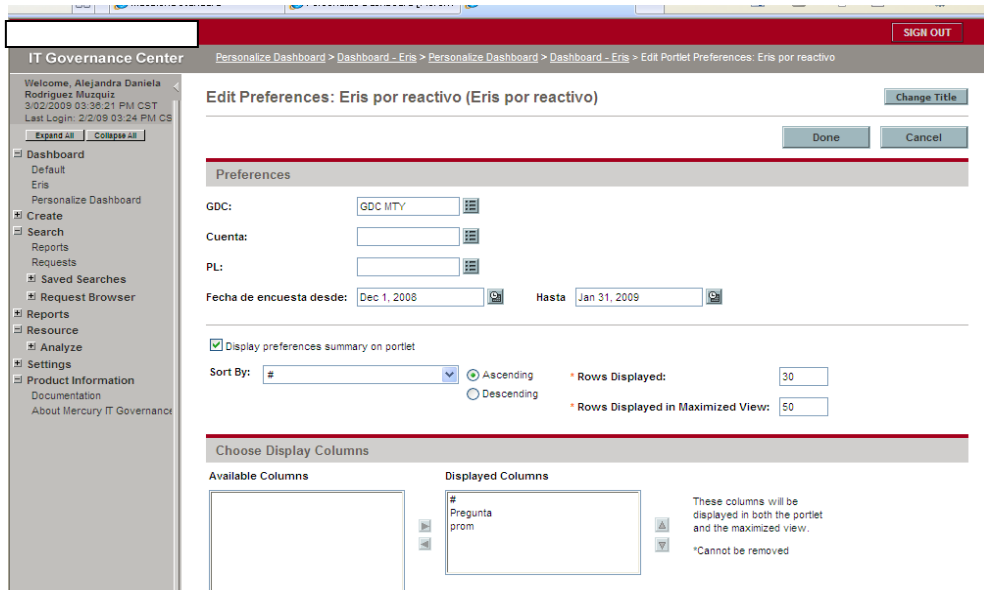 SIGN OUT
IT Governance Center
Personalize Dashboard > Dashboard - Eris > Personalize Dashboard > Dashboard - Eris > Edit Portlet Preferences: Eris por reactivo
Welcome, Alejandra Daniela
Rodriguez Muzquiz
3/02/2009 03:36:21 PM CST
Last Login: 2/2/09 03:24 PM CS
Expand All Collapse All
Dashboard
Default
Eris
Personalize Dashboard
Create
Search
Reports
Requests
Saved Searches
Request Browser
Reports
Resource
Analyze
Settings
Product Information
Documentation
About Mercury IT Governance
Edit Preferences: Eris por reactivo (Eris por reactivo)
Change Title
Done Cancel
Preferences
GDC: GDC MTY
Cuenta:
PL:
Fecha de encuesta desde: Dec 1, 2008 Hasta Jan 31, 2009
Display preferences summary on portlet
Sort By: # Ascending
Descending
* Rows Displayed: 30
* Rows Displayed in Maximized View: 50
Choose Display Columns
Available Columns Displayed Columns
#
Pregunta
prom
These columns will be
displayed in both the portlet
and the maximized view.
*Cannot be removed